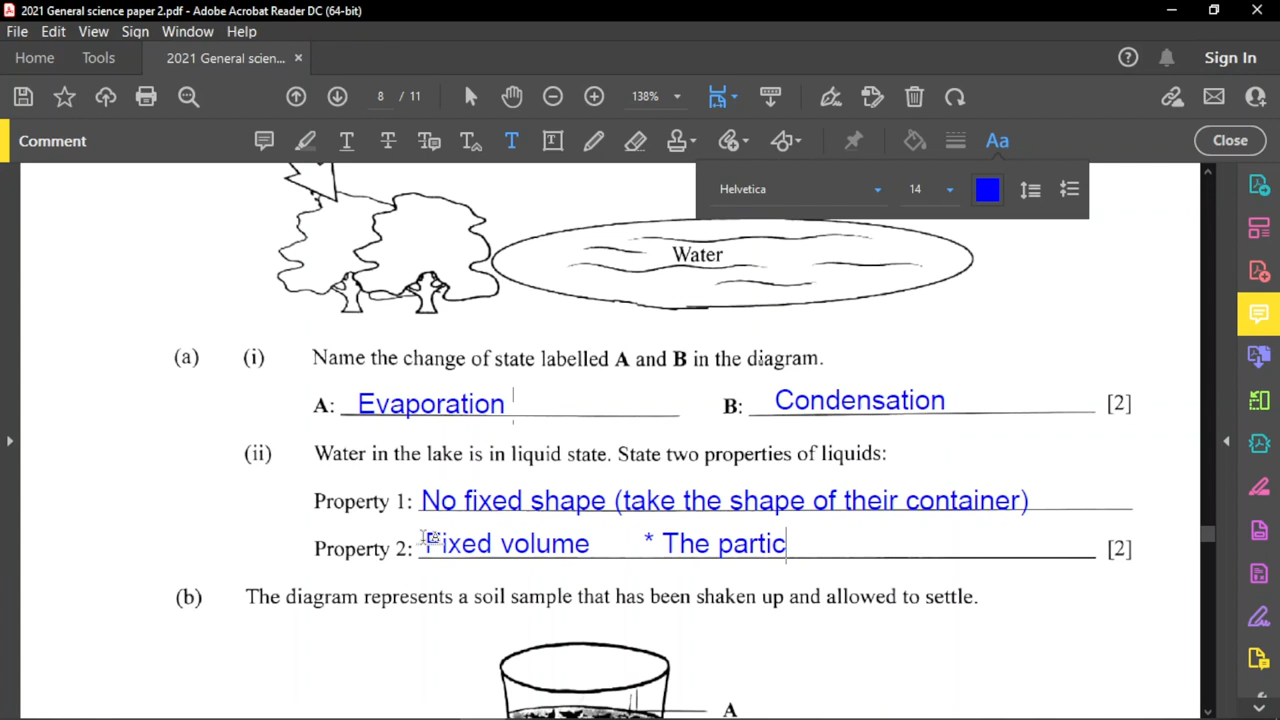 2021 General science paper 2.pdf - Adobe Acrobat Reader DC (64-bit)
File Edit View Sign Window Help
Home Tools 2021 General scien... × Sign In
8 / 11 138%
Comment T T T T T Aa Close
Helvetica 14
Water
(a) (i) Name the change of state labelled A and B in the diagram.
A: Evaporation B: Condensation [2]
(ii) Water in the lake is in liquid state. State two properties of liquids:
Property 1: No fixed shape (take the shape of their container)
Property 2: Fixed volume * The partic [2]
(b) The diagram represents a soil sample that has been shaken up and allowed to settle.
A